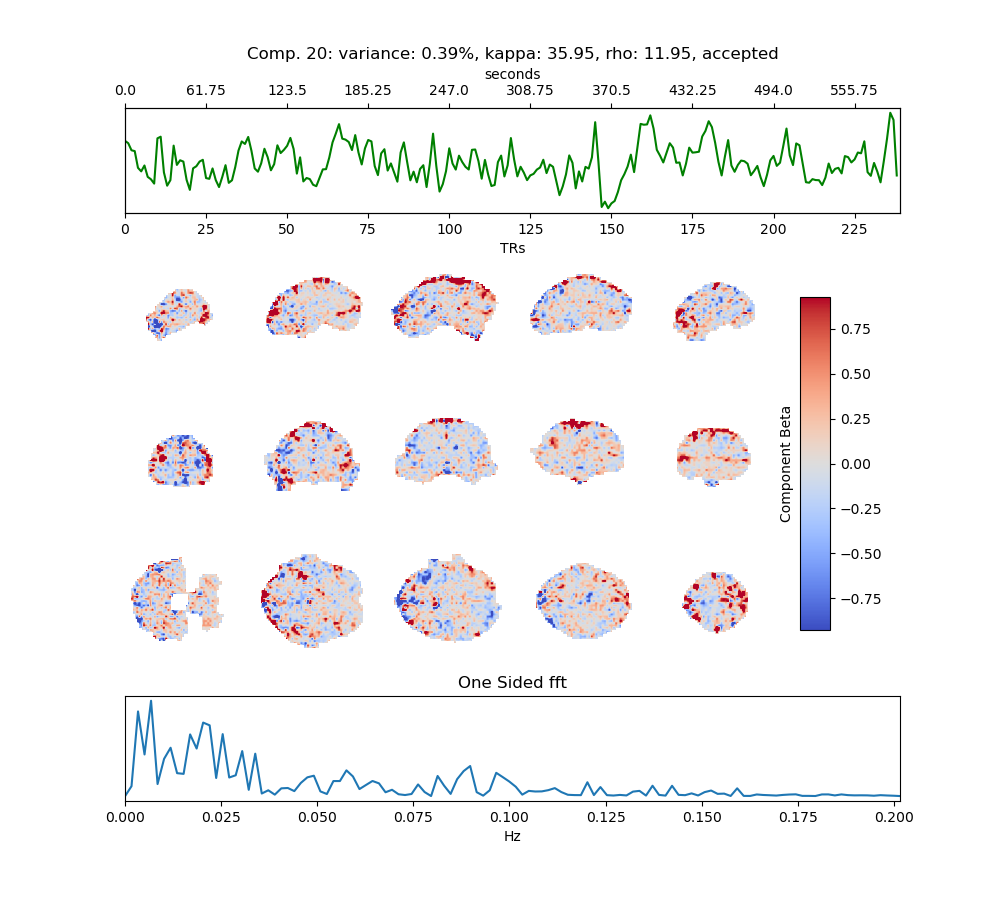 Comp. 20: variance: 0.39%, kappa: 35.95, rho: 11.95, accepted
seconds
0.0 61.75 123.5 185.25 247.0 308.75 370.5 432.25 494.0 555.75
0 25 50 75 100 125 150 175 200 225
TRs
0.75
0.50
0.25
0.00
−0.25
−0.50
−0.75
Component Beta
One Sided fft
0.000 0.025 0.050 0.075 0.100 0.125 0.150 0.175 0.200
Hz